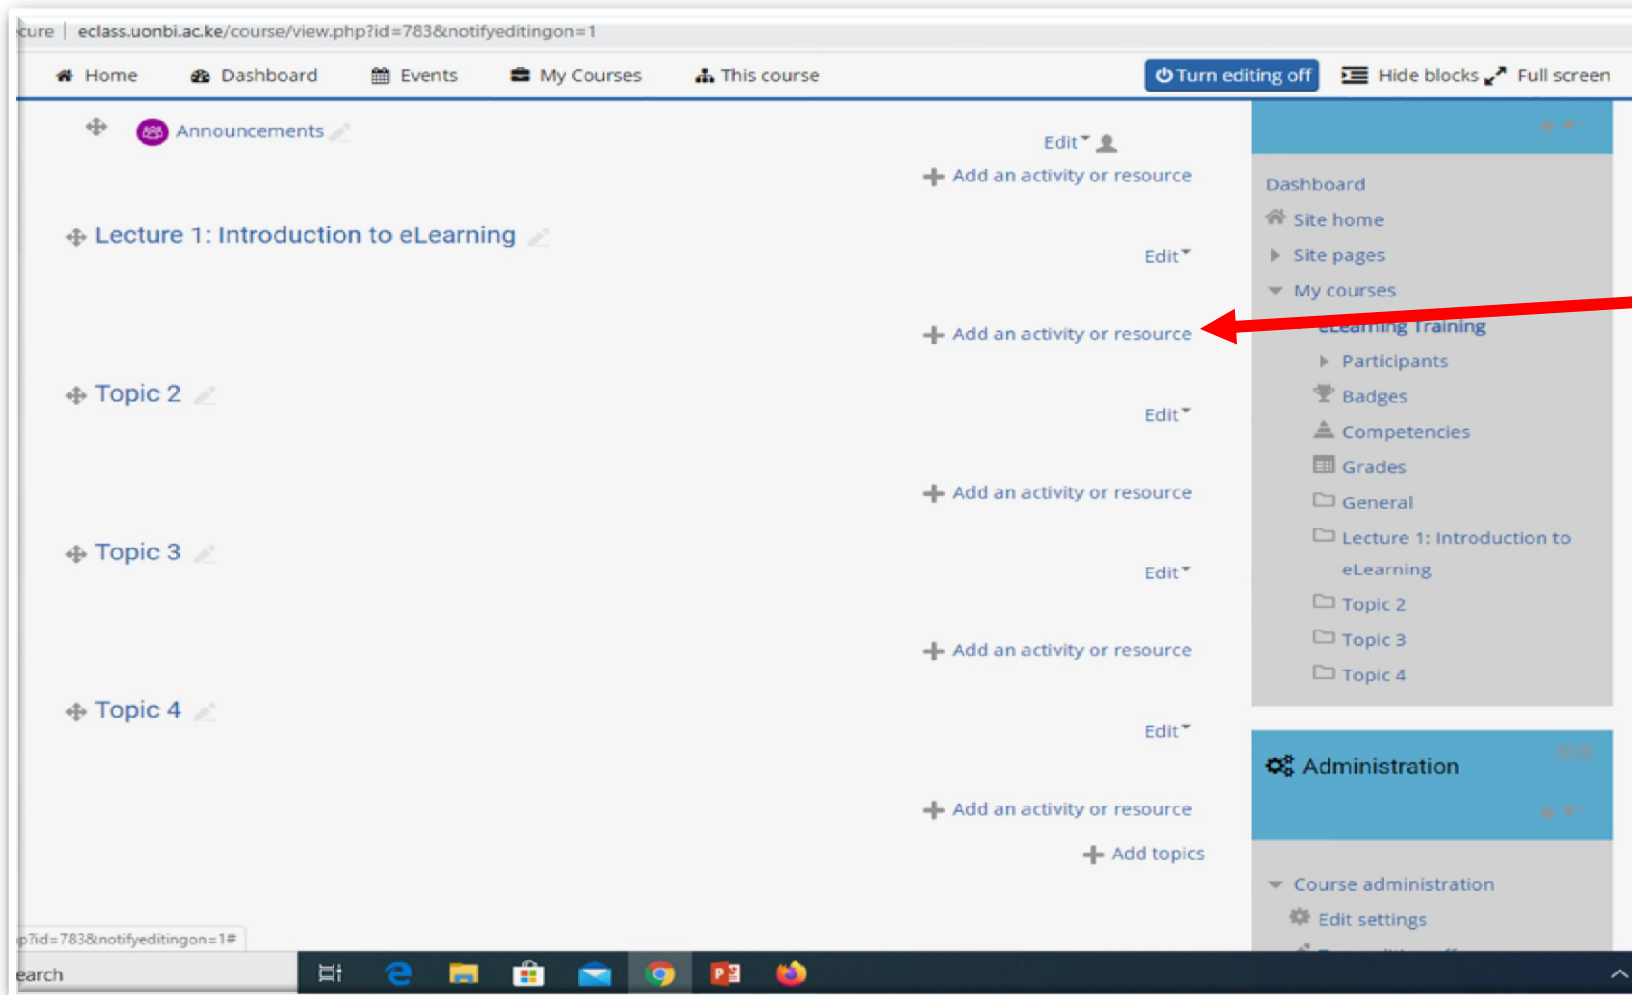 eclass.uonbi.ac.ke/course/view.php?id=783&notifyeditingon=1
Home Dashboard Events My Courses This course Turn editing off Hide blocks Full screen
Announcements
Edit
Add an activity or resource
Lecture 1: Introduction to eLearning
Edit
Add an activity or resource
Topic 2
Edit
Add an activity or resource
Topic 3
Edit
Add an activity or resource
Topic 4
Edit
Add an activity or resource
Add topics
Dashboard
Site home
Site pages
My courses
eLearning Training
Participants
Badges
Competencies
Grades
General
Lecture 1: Introduction to
eLearning
Topic 2
Topic 3
Topic 4
Administration
Course administration
Edit settings
p?id=783&notifyeditingon=1#
earch